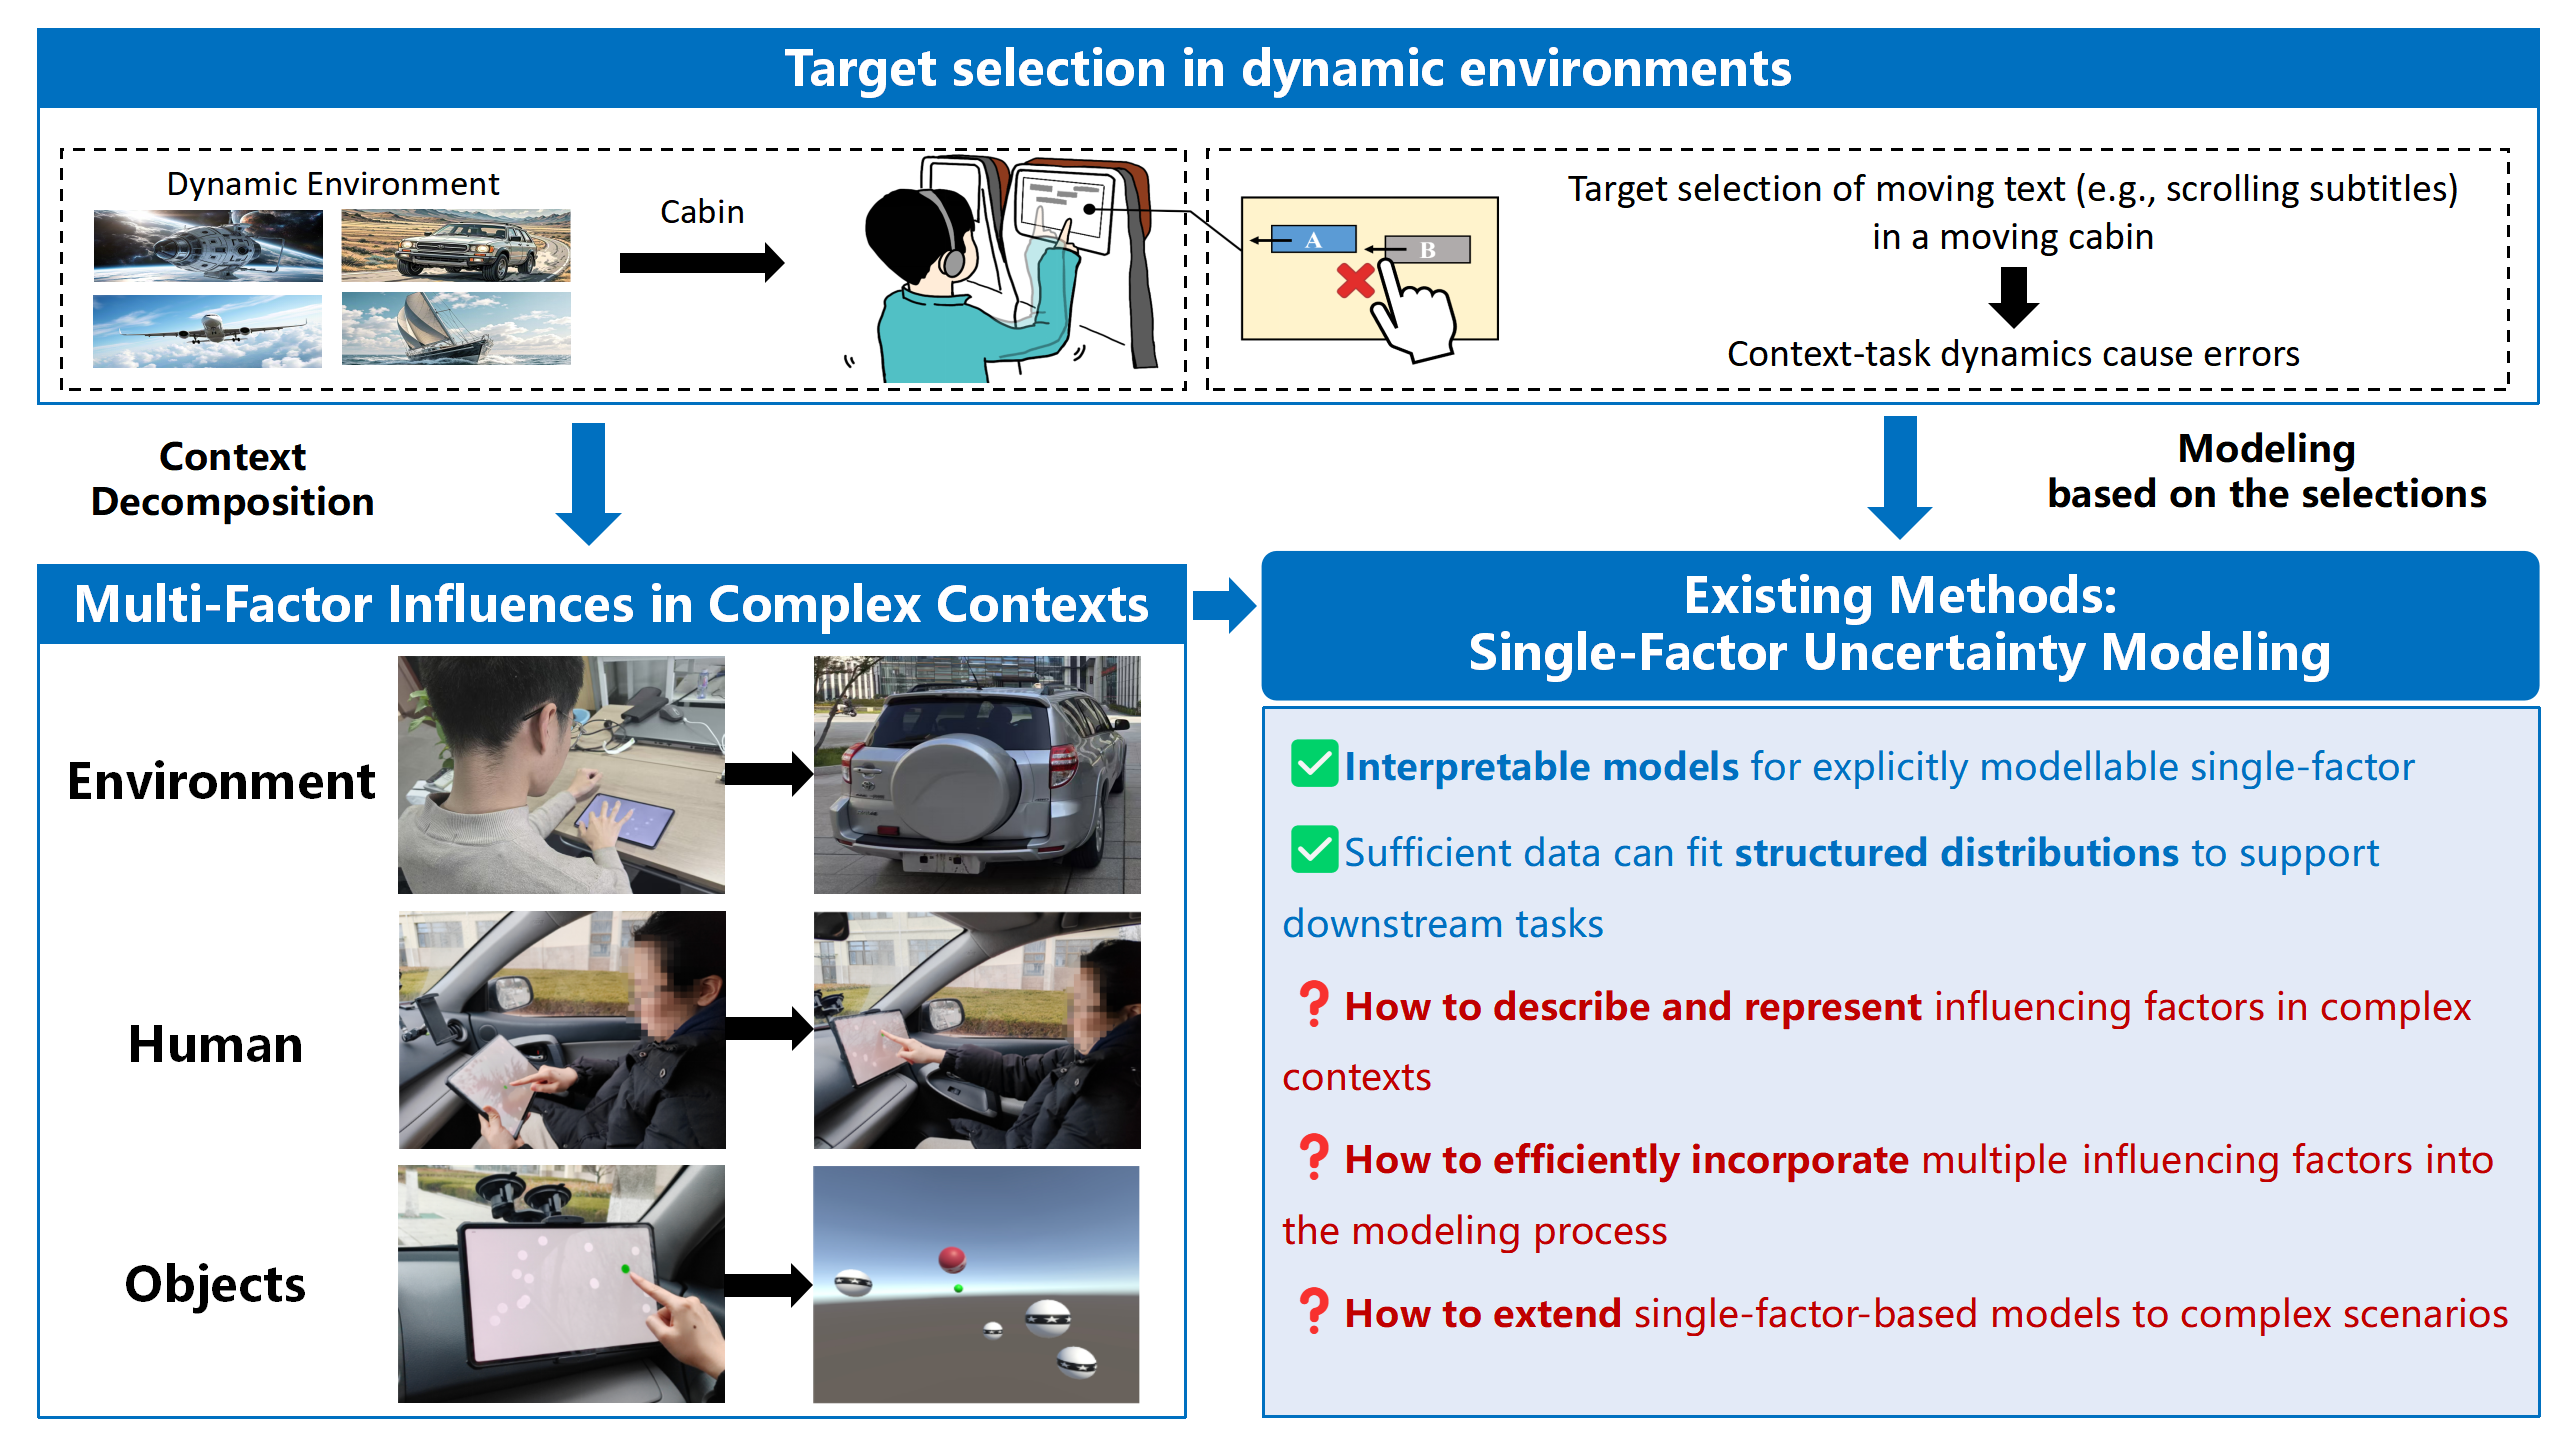 Target selection in dynamic environments
Dynamic Environment
Cabin
A
B
Target selection of moving text (e.g., scrolling subtitles)
in a moving cabin
Context-task dynamics cause errors
Context
Decomposition
Modeling
based on the selections
Multi-Factor Influences in Complex Contexts
Environment
Human
Objects
Existing Methods:
Single-Factor Uncertainty Modeling
Interpretable models for explicitly modellable single-factor
Sufficient data can fit structured distributions to support
downstream tasks
How to describe and represent influencing factors in complex
contexts
How to efficiently incorporate multiple influencing factors into
the modeling process
How to extend single-factor-based models to complex scenarios